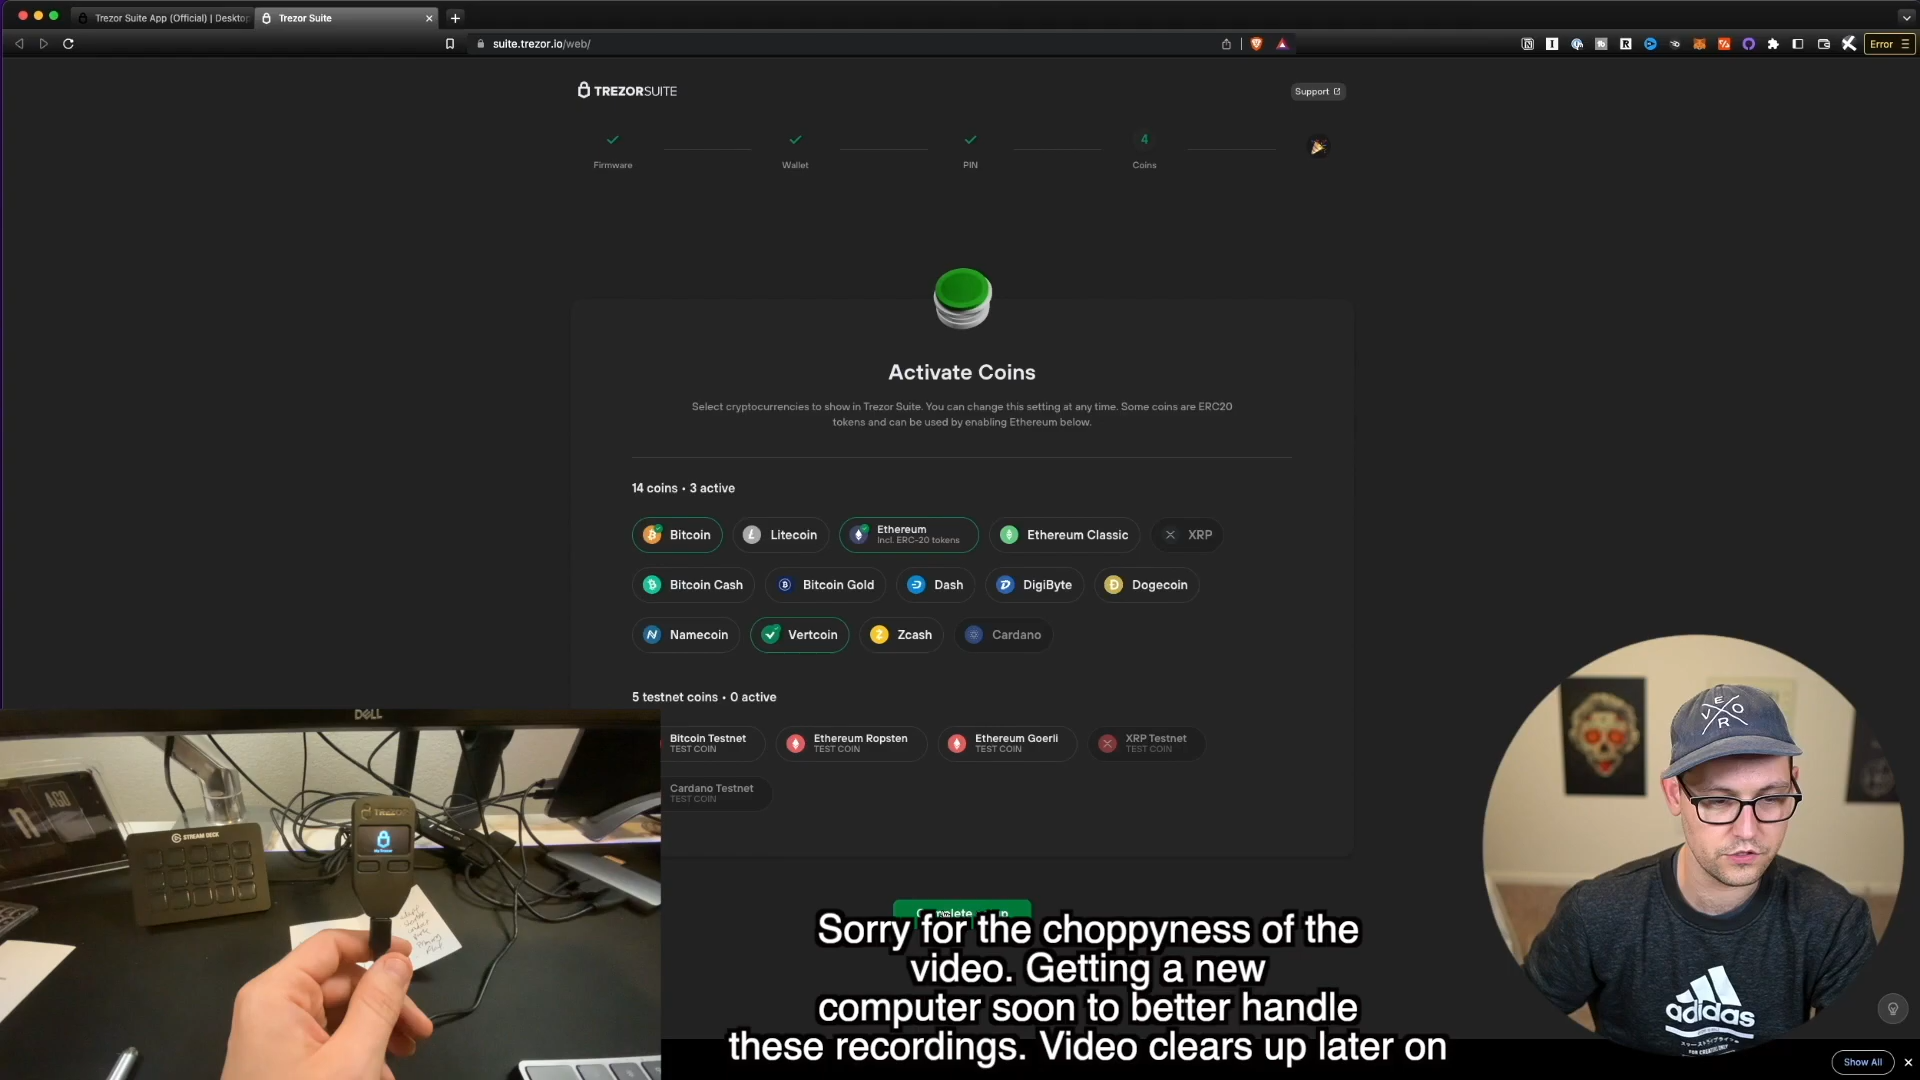 Trezor Suite App (Official) | Desktop
Trezor Suite
suite.trezor.io/web/
Error
TREZORSUITE
Support
4
Firmware
Wallet
PIN
Coins
Activate Coins
Select cryptocurrencies to show in Trezor Suite. You can change this setting at any time. Some coins are ERC20
tokens and can be used by enabling Ethereum below.
14 coins • 3 active
Bitcoin
Litecoin
Ethereum
Incl. ERC-20 tokens
Ethereum Classic
XRP
Bitcoin Cash
Bitcoin Gold
Dash
DigiByte
Dogecoin
Namecoin
Vertcoin
Zcash
Cardano
5 testnet coins • 0 active
Bitcoin Testnet
TEST COIN
Ethereum Ropsten
TEST COIN
Ethereum Goerli
TEST COIN
XRP Testnet
TEST COIN
Cardano Testnet
TEST COIN
DELL
AGO
STREAM DECK
TREZOR
VEOR
adidas
Sorry for the choppyness of the
video. Getting a new
computer soon to better handle
these recordings. Video clears up later on
Show All